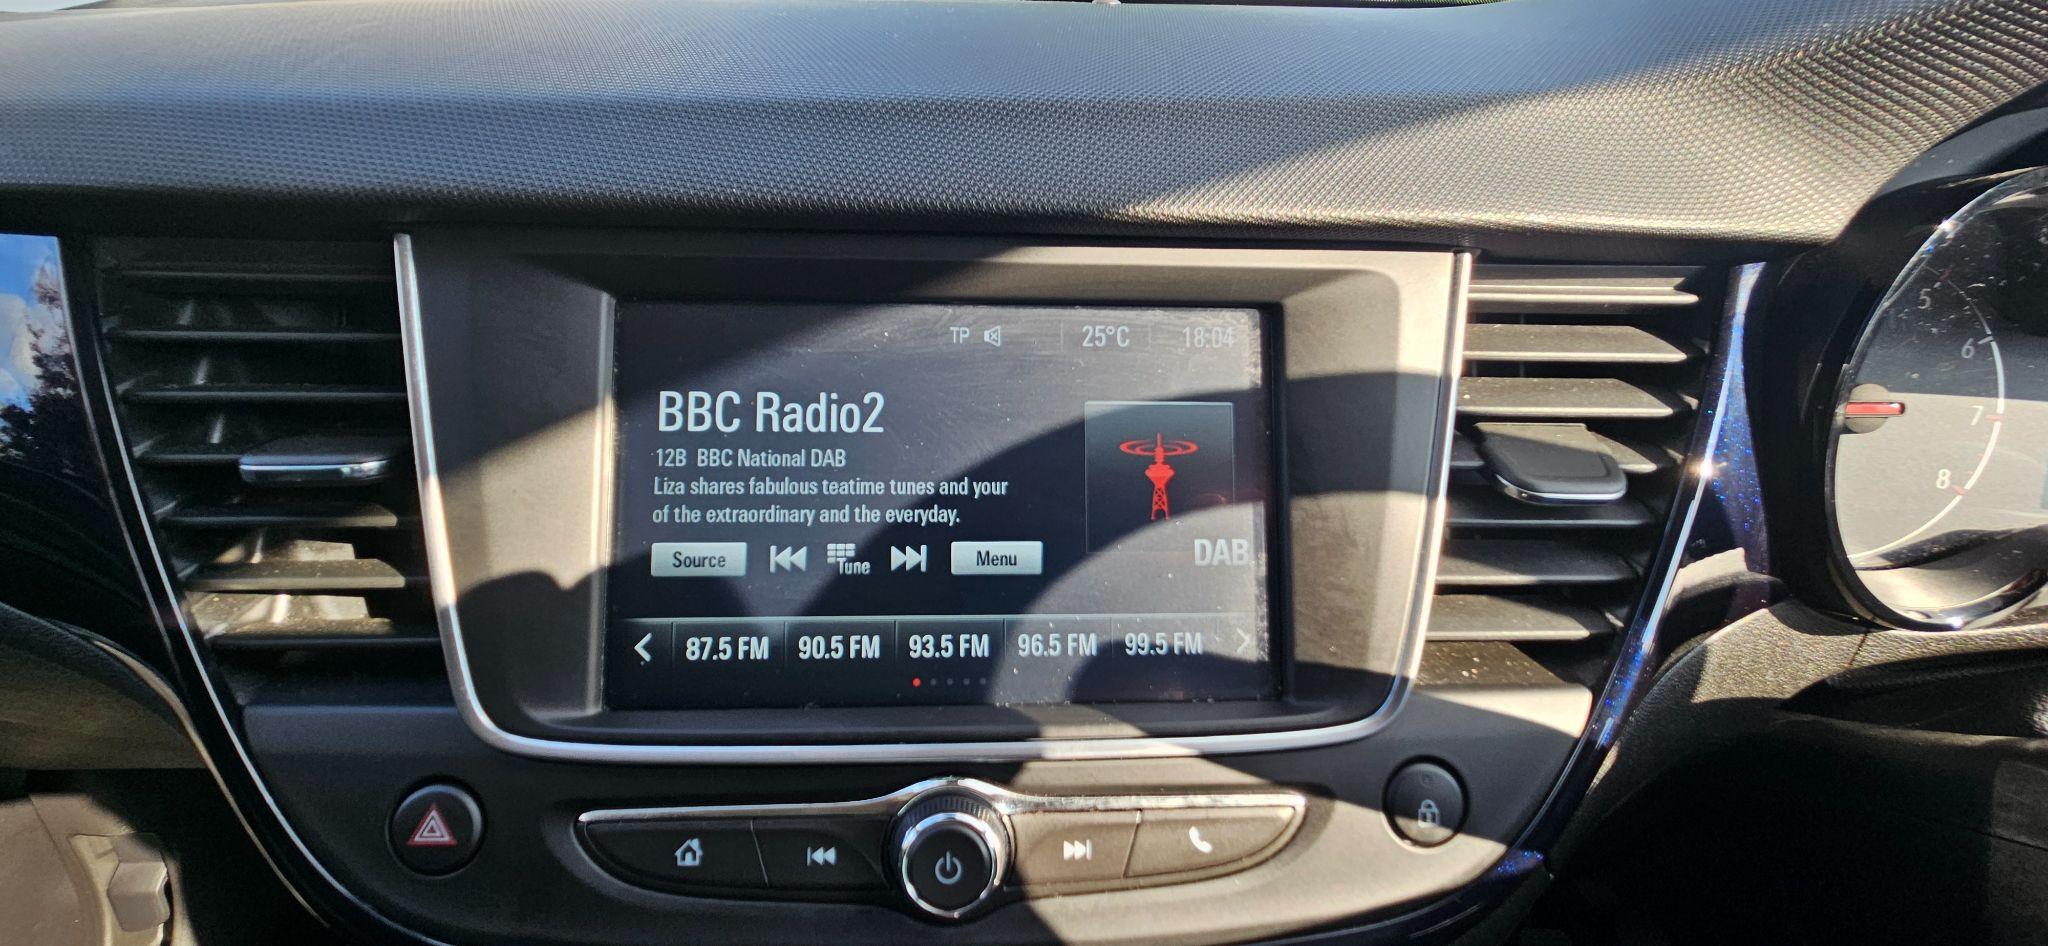 TP 25°C 18:04
BBC Radio2
12B BBC National DAB
Liza shares fabulous teatime tunes and your
of the extraordinary and the everyday.
Source Tune Menu
DAB
87.5 FM 90.5 FM 93.5 FM 96.5 FM 99.5 FM
5
6
7
8